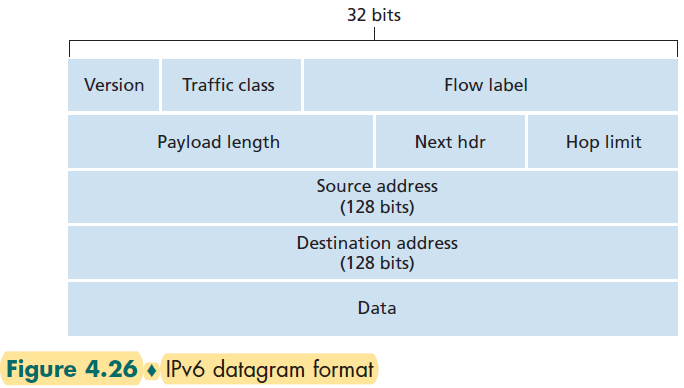 32 bits
Version Traffic class Flow label
Payload length Next hdr Hop limit
Source address
(128 bits)
Destination address
(128 bits)
Data
Figure 4.26 ♦ IPv6 datagram format